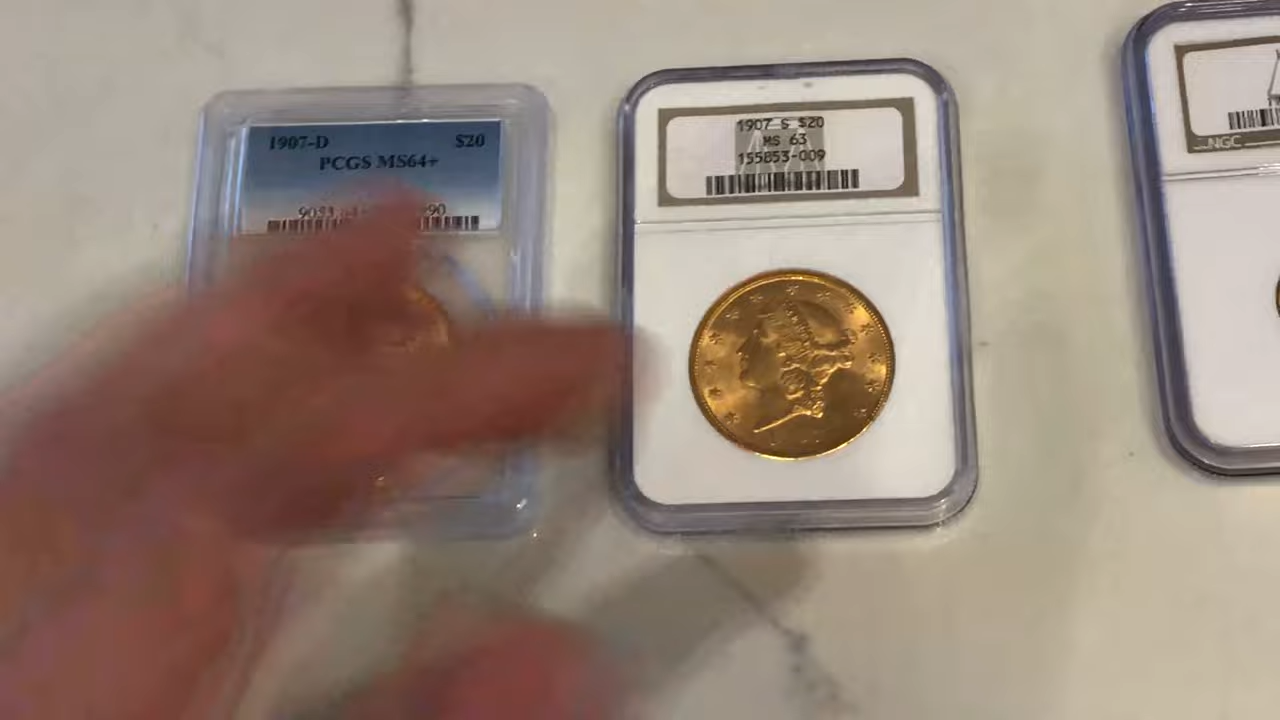 1907-D $20
PCGS MS64+
1907 S $20
MS 63
155853-009
NGC